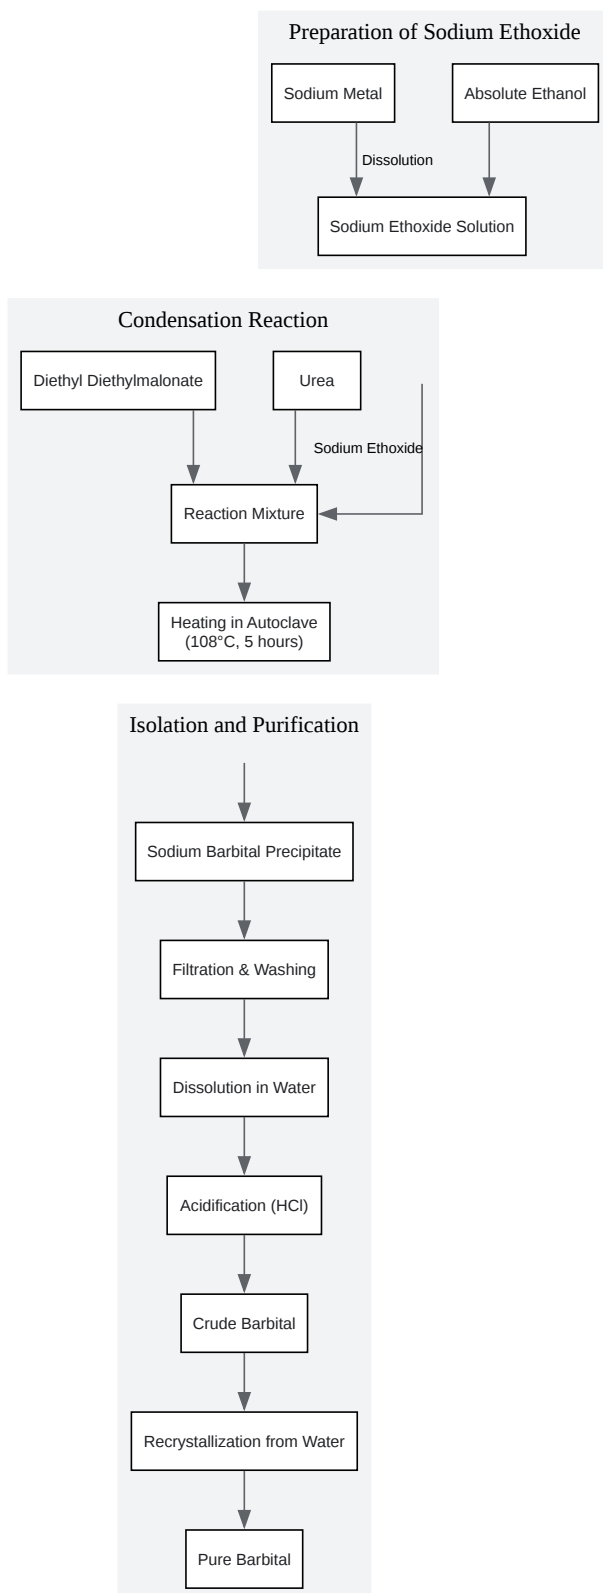 Preparation of Sodium Ethoxide
Sodium Metal
Absolute Ethanol
Dissolution
Sodium Ethoxide Solution
Condensation Reaction
Diethyl Diethylmalonate
Urea
Sodium Ethoxide
Reaction Mixture
Heating in Autoclave
(108°C, 5 hours)
Isolation and Purification
Sodium Barbital Precipitate
Filtration & Washing
Dissolution in Water
Acidification (HCl)
Crude Barbital
Recrystallization from Water
Pure Barbital